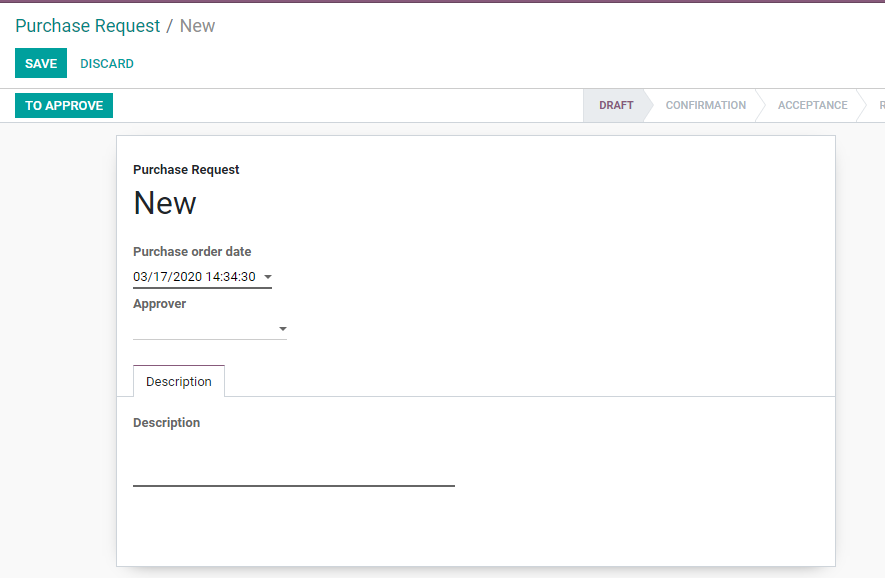 Purchase Request / New
SAVE DISCARD
TO APPROVE DRAFT CONFIRMATION ACCEPTANCE R
Purchase Request
New
Purchase order date
03/17/2020 14:34:30
Approver
Description
Description